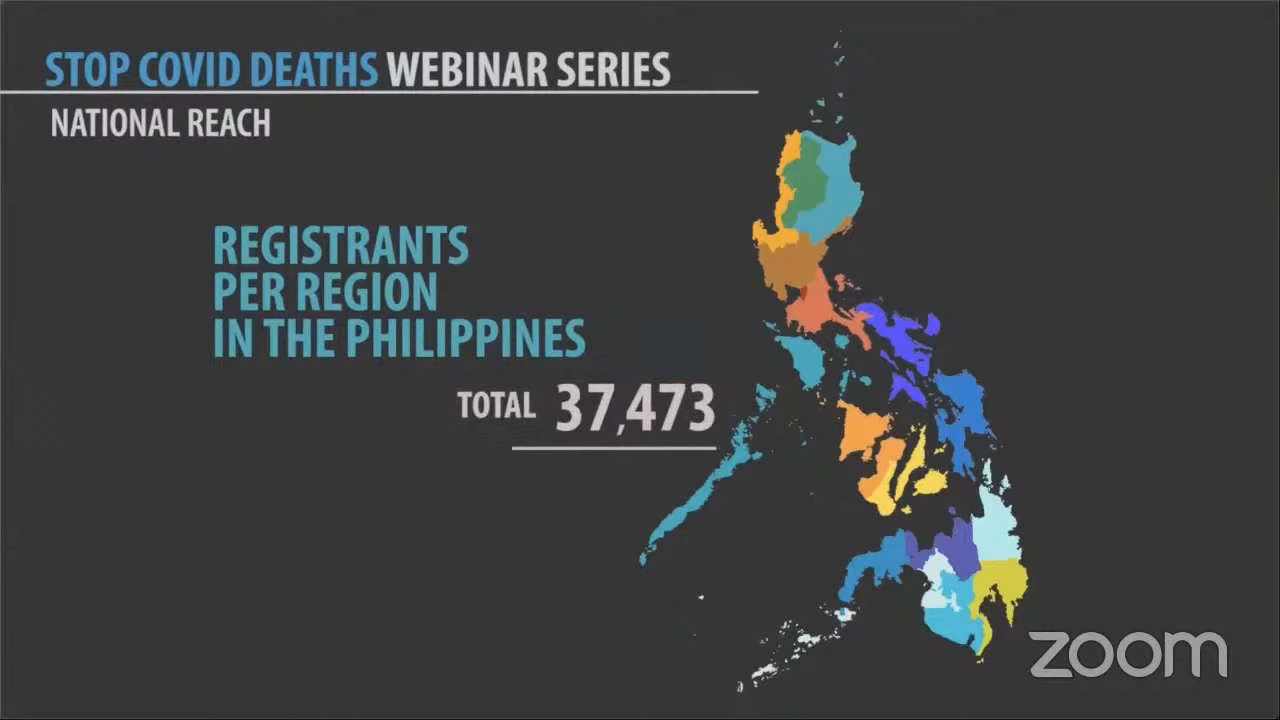 STOP COVID DEATHS WEBINAR SERIES
NATIONAL REACH
REGISTRANTS
PER REGION
IN THE PHILIPPINES
TOTAL 37,473
zoom